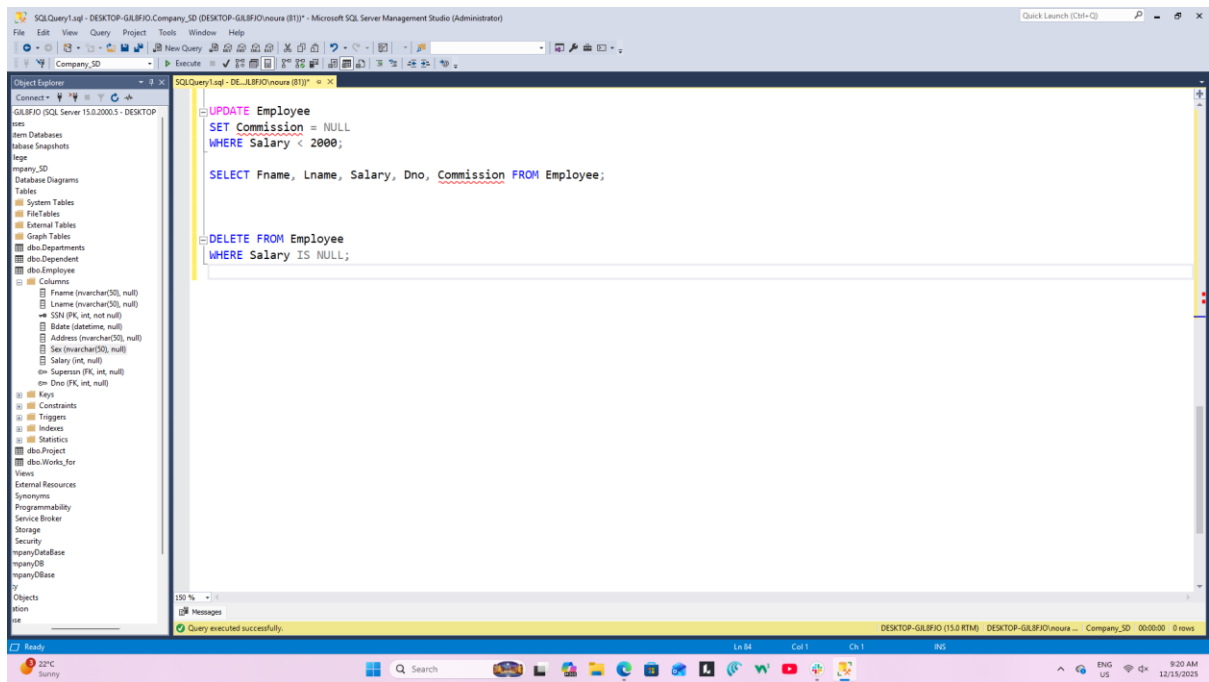 SQLQuery1.sql - DESKTOP-GJL8FJO.Company_SD (DESKTOP-GJL8FJO\noura (81))* - Microsoft SQL Server Management Studio (Administrator)
Quick Launch (Ctrl+Q)
File Edit View Query Project Tools Window Help
New Query
Company_SD
Execute
Object Explorer
SQLQuery1.sql - DE...JL8FJO\noura (81))*
Connect
-GJL8FJO (SQL Server 15.0.2000.5 - DESKTOP
ses
tem Databases
tabase Snapshots
lege
mpany_SD
Database Diagrams
Tables
System Tables
FileTables
External Tables
Graph Tables
dbo.Departments
dbo.Dependent
dbo.Employee
Columns
Fname (nvarchar(50), null)
Lname (nvarchar(50), null)
SSN (PK, int, not null)
Bdate (datetime, null)
Address (nvarchar(50), null)
Sex (nvarchar(50), null)
Salary (int, null)
Superssn (FK, int, null)
Dno (FK, int, null)
Keys
Constraints
Triggers
Indexes
Statistics
dbo.Project
dbo.Works_for
Views
External Resources
Synonyms
Programmability
Service Broker
Storage
Security
mpanyDataBase
mpanyDB
mpanyDBase
ty
Objects
ation
ise
UPDATE Employee
SET Commission = NULL
WHERE Salary < 2000;
SELECT Fname, Lname, Salary, Dno, Commission FROM Employee;
DELETE FROM Employee
WHERE Salary IS NULL;
150 %
Messages
Query executed successfully.
DESKTOP-GJL8FJO (15.0 RTM) DESKTOP-GJL8FJO\noura ... Company_SD 00:00:00 0 rows
Ready
Ln 84 Col 1 Ch 1 INS
3
22°C
Sunny
Search
ENG
US
9:20 AM
12/15/2025